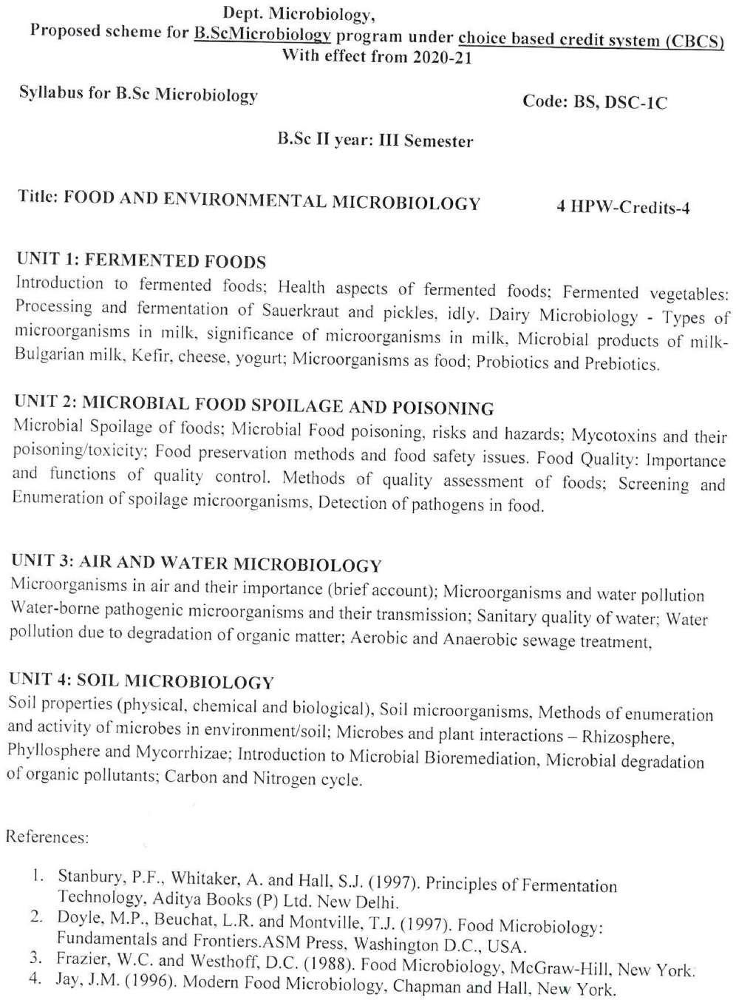 Dept. Microbiology,
Proposed scheme for B.ScMicrobiology program under choice based credit system (CBCS)
With effect from 2020-21
Syllabus for B.Sc Microbiology
Code: BS, DSC-1C
B.Sc II year: III Semester
Title: FOOD AND ENVIRONMENTAL MICROBIOLOGY 4 HPW-Credits-4
UNIT 1: FERMENTED FOODS
Introduction to fermented foods; Health aspects of fermented foods; Fermented vegetables:
Processing and fermentation of Sauerkraut and pickles, idly. Dairy Microbiology - Types of
microorganisms in milk, significance of microorganisms in milk, Microbial products of milk-
Bulgarian milk, Kefir, cheese, yogurt; Microorganisms as food; Probiotics and Prebiotics.
UNIT 2: MICROBIAL FOOD SPOILAGE AND POISONING
Microbial Spoilage of foods; Microbial Food poisoning, risks and hazards; Mycotoxins and their
poisoning/toxicity; Food preservation methods and food safety issues. Food Quality: Importance
and functions of quality control. Methods of quality assessment of foods; Screening and
Enumeration of spoilage microorganisms, Detection of pathogens in food.
UNIT 3: AIR AND WATER MICROBIOLOGY
Microorganisms in air and their importance (brief account); Microorganisms and water pollution
Water-borne pathogenic microorganisms and their transmission; Sanitary quality of water; Water
pollution due to degradation of organic matter; Aerobic and Anaerobic sewage treatment,
UNIT 4: SOIL MICROBIOLOGY
Soil properties (physical, chemical and biological), Soil microorganisms, Methods of enumeration
and activity of microbes in environment/soil; Microbes and plant interactions – Rhizosphere,
Phyllosphere and Mycorrhizae; Introduction to Microbial Bioremediation, Microbial degradation
of organic pollutants; Carbon and Nitrogen cycle.
References:
1. Stanbury, P.F., Whitaker, A. and Hall, S.J. (1997). Principles of Fermentation
Technology, Aditya Books (P) Ltd. New Delhi.
2. Doyle, M.P., Beuchat, L.R. and Montville, T.J. (1997). Food Microbiology:
Fundamentals and Frontiers.ASM Press, Washington D.C., USA.
3. Frazier, W.C. and Westhoff, D.C. (1988). Food Microbiology, McGraw-Hill, New York.
4. Jay, J.M. (1996). Modern Food Microbiology, Chapman and Hall, New York.